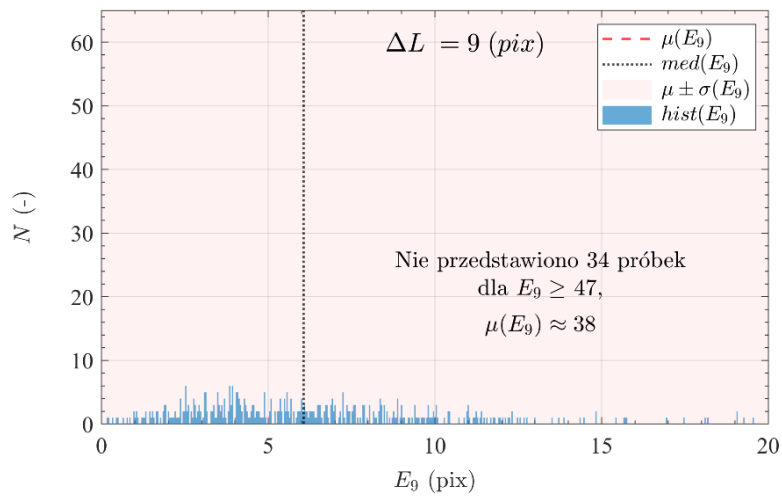 ΔL = 9 (pix)
μ(E₉)
med(E₉)
μ ± σ(E₉)
hist(E₉)
60
50
40
30
20
10
0
N (-)
Nie przedstawiono 34 próbek
dla E₉ ≥ 47,
μ(E₉) ≈ 38
0 5 10 15 20
E₉ (pix)